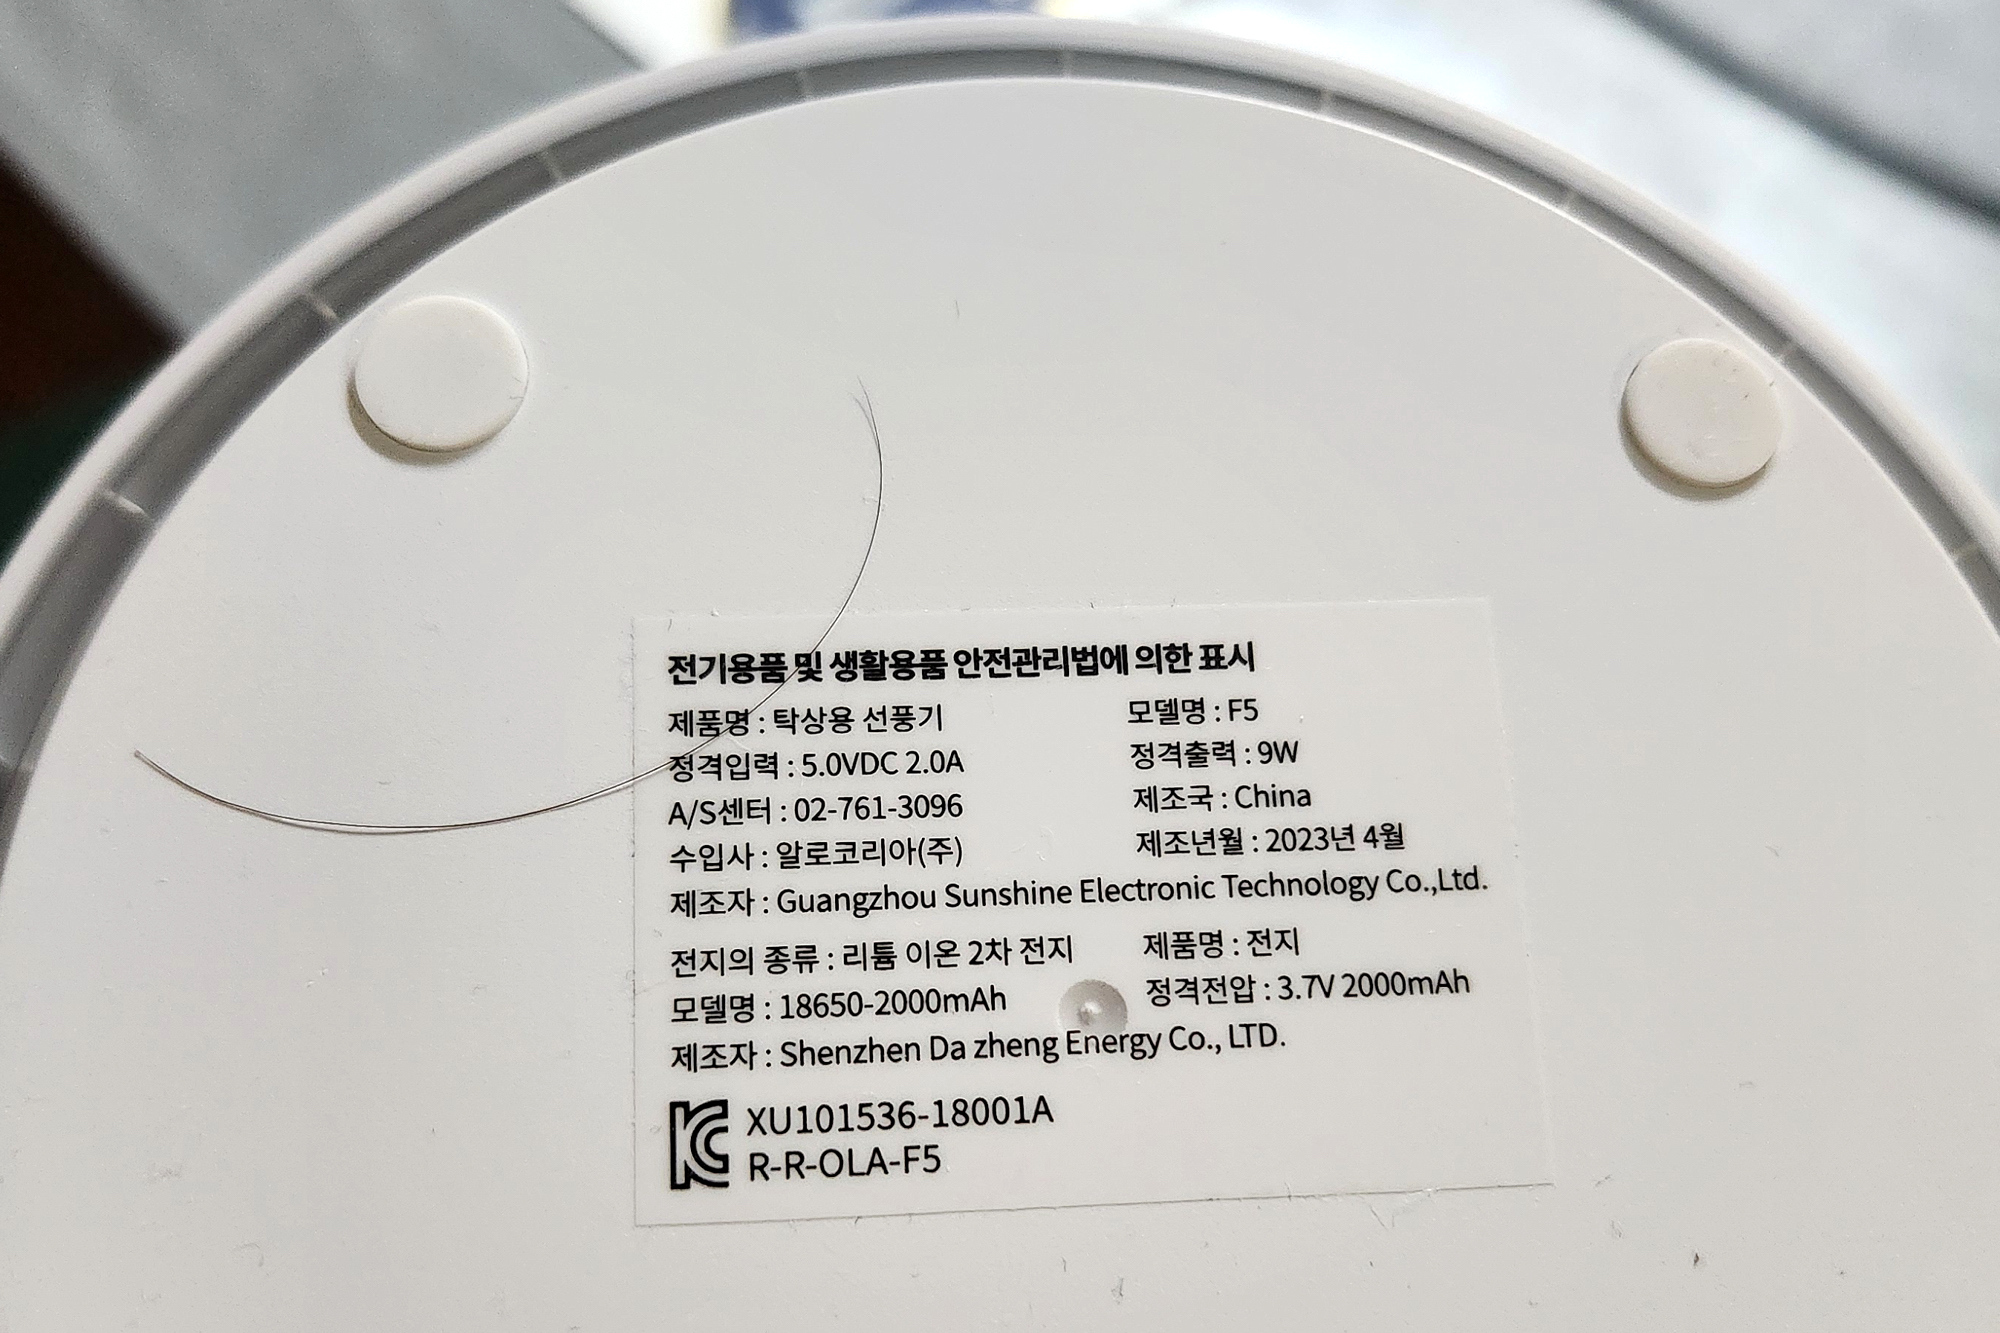 전기용품 및 생활용품 안전관리법에 의한 표시
제품명 : 탁상용 선풍기 모델명 : F5
정격입력 : 5.0VDC 2.0A 정격출력 : 9W
A/S센터 : 02-761-3096 제조국 : China
수입사 : 알로코리아(주) 제조년월 : 2023년 4월
제조자 : Guangzhou Sunshine Electronic Technology Co.,Ltd.
전지의 종류 : 리튬 이온 2차 전지 제품명 : 전지
모델명 : 18650-2000mAh 정격전압 : 3.7V 2000mAh
제조자 : Shenzhen Da zheng Energy Co., LTD.
KC XU101536-18001A
R-R-OLA-F5